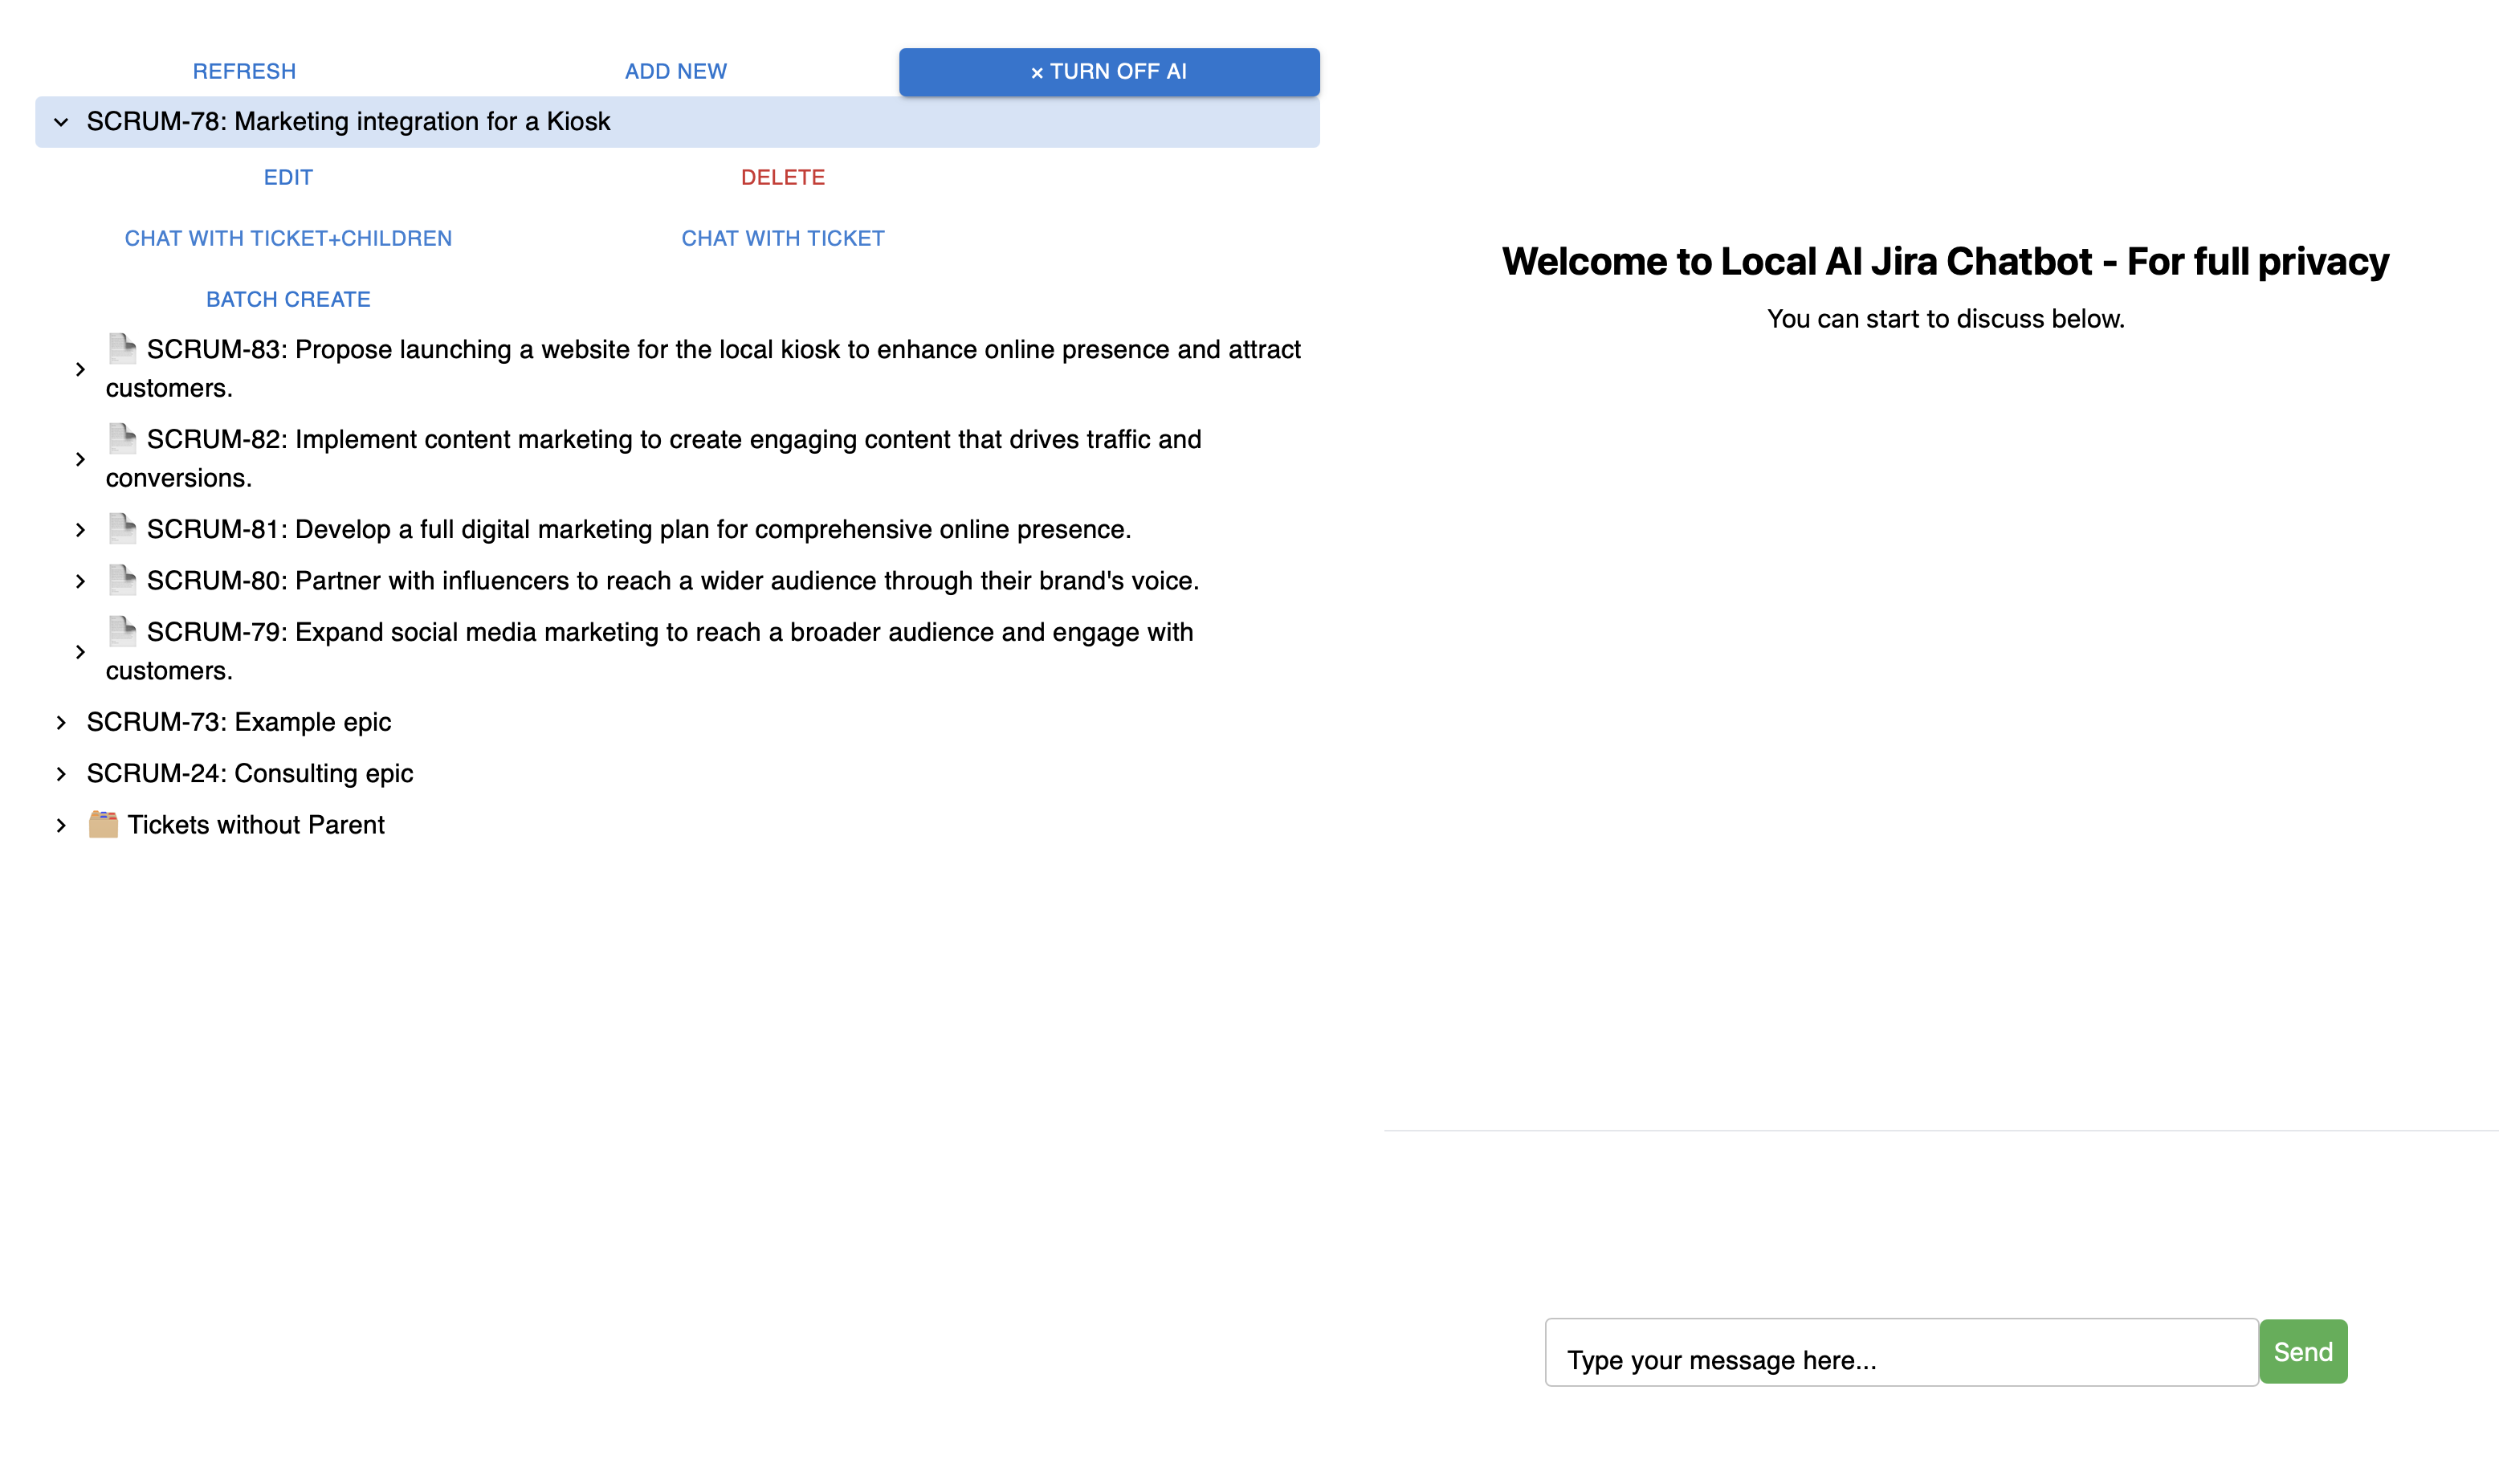 REFRESH
ADD NEW
× TURN OFF AI
SCRUM-78: Marketing integration for a Kiosk
EDIT
DELETE
CHAT WITH TICKET+CHILDREN
CHAT WITH TICKET
BATCH CREATE
SCRUM-83: Propose launching a website for the local kiosk to enhance online presence and attract
customers.
SCRUM-82: Implement content marketing to create engaging content that drives traffic and
conversions.
SCRUM-81: Develop a full digital marketing plan for comprehensive online presence.
SCRUM-80: Partner with influencers to reach a wider audience through their brand's voice.
SCRUM-79: Expand social media marketing to reach a broader audience and engage with
customers.
SCRUM-73: Example epic
SCRUM-24: Consulting epic
Tickets without Parent
Welcome to Local AI Jira Chatbot - For full privacy
You can start to discuss below.
Type your message here...
Send